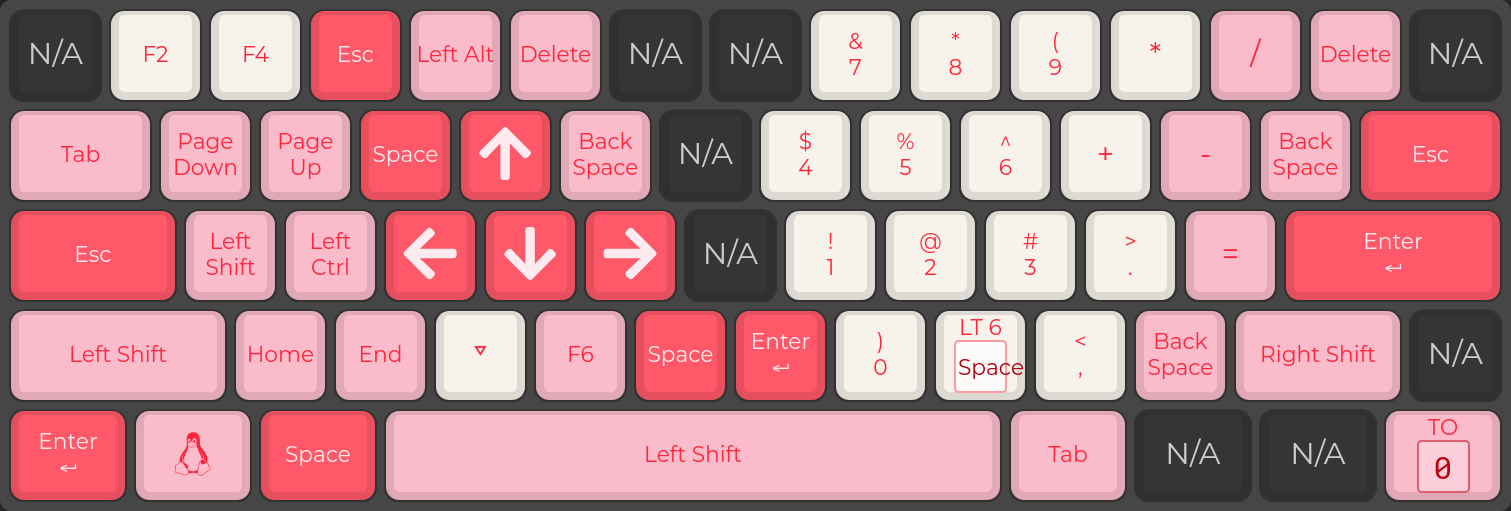 N/A F2 F4 Esc Left Alt Delete N/A N/A & * ( * / Delete N/A
7 8 9
Tab Page Page Space Back N/A $ % ^ + - Back Esc
Down Up Space 4 5 6 Space
Esc Left Left N/A ! @ # > = Enter
Shift Ctrl 1 2 3 .
Left Shift Home End F6 Space Enter ) LT 6 < Back Right Shift N/A
0 Space , Space
Enter Space Left Shift Tab N/A N/A TO
0